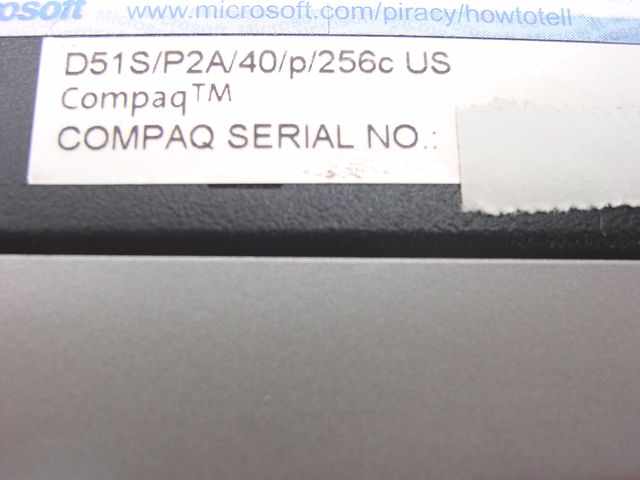 osoft www.microsoft.com/piracy/howtotell
D51S/P2A/40/p/256c US
Compaq™
COMPAQ SERIAL NO.: